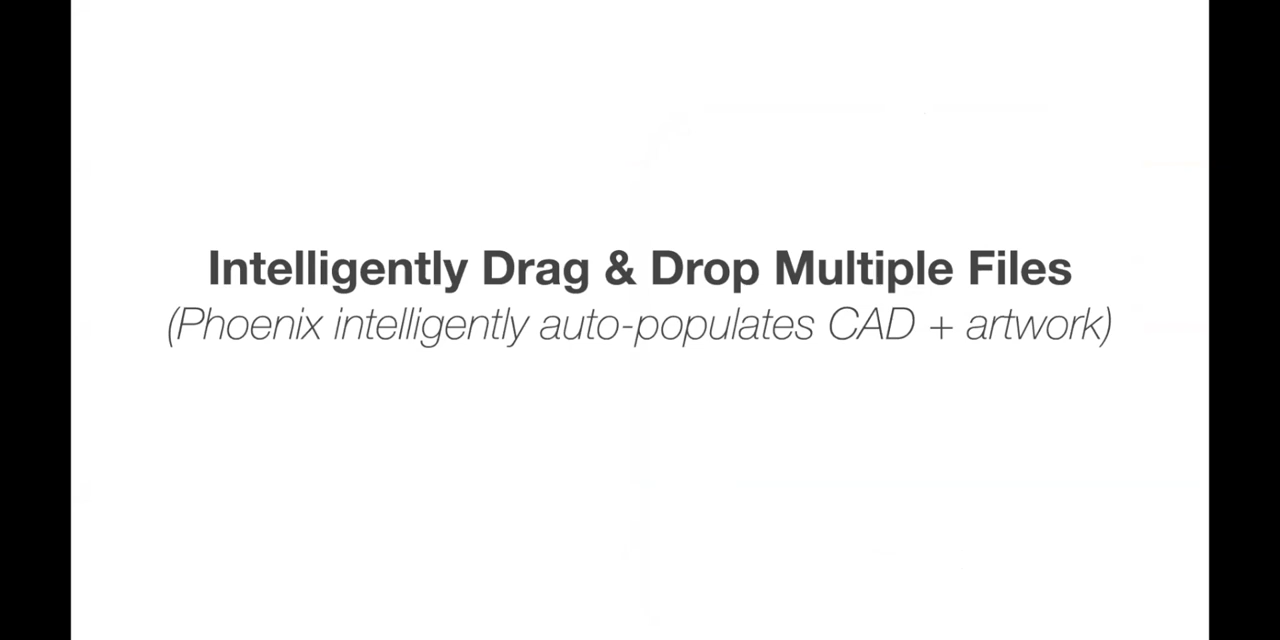 Intelligently Drag & Drop Multiple Files
(Phoenix intelligently auto-populates CAD + artwork)